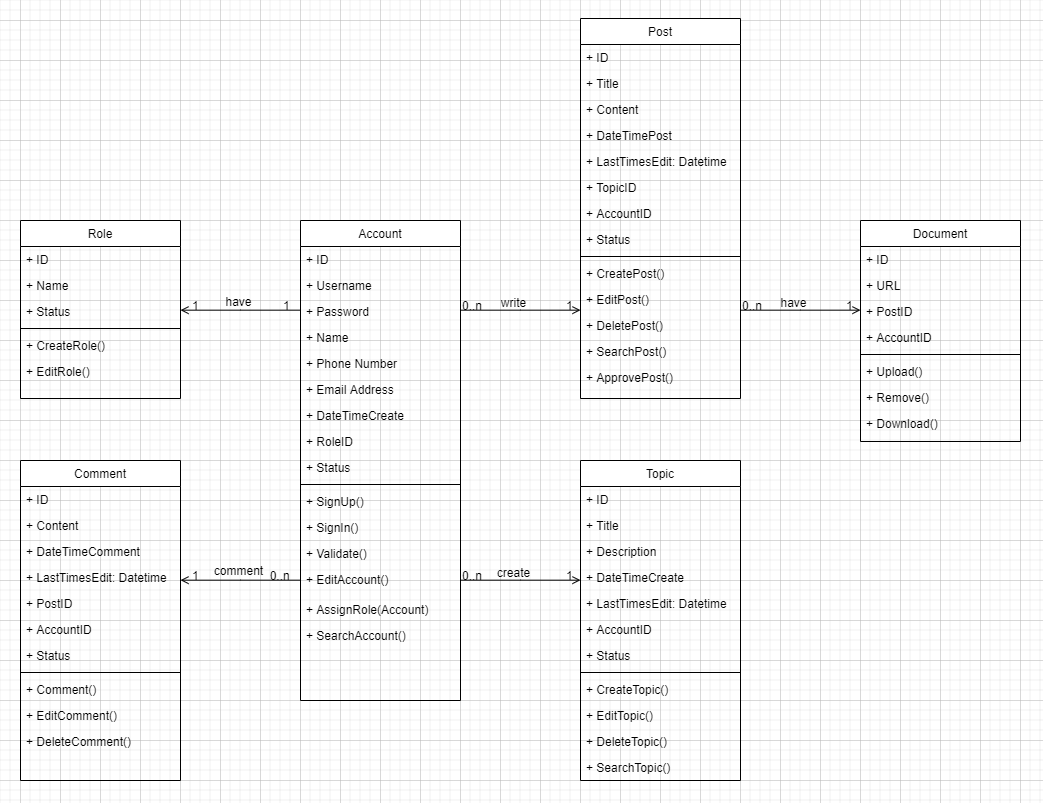 Post
+ ID
+ Title
+ Content
+ DateTimePost
+ LastTimesEdit: Datetime
+ TopicID
+ AccountID
+ Status
+ CreatePost()
+ EditPost()
+ DeletePost()
+ SearchPost()
+ ApprovePost()
Role
+ ID
+ Name
+ Status
+ CreateRole()
+ EditRole()
1 have 1
Account
+ ID
+ Username
+ Password
+ Name
+ Phone Number
+ Email Address
+ DateTimeCreate
+ RoleID
+ Status
+ SignUp()
+ SignIn()
+ Validate()
+ EditAccount()
+ AssignRole(Account)
+ SearchAccount()
0..n write 1
0..n have 1
Document
+ ID
+ URL
+ PostID
+ AccountID
+ Upload()
+ Remove()
+ Download()
Comment
+ ID
+ Content
+ DateTimeComment
+ LastTimesEdit: Datetime
+ PostID
+ AccountID
+ Status
+ Comment()
+ EditComment()
+ DeleteComment()
1 comment 0..n
0..n create 1
Topic
+ ID
+ Title
+ Description
+ DateTimeCreate
+ LastTimesEdit: Datetime
+ AccountID
+ Status
+ CreateTopic()
+ EditTopic()
+ DeleteTopic()
+ SearchTopic()